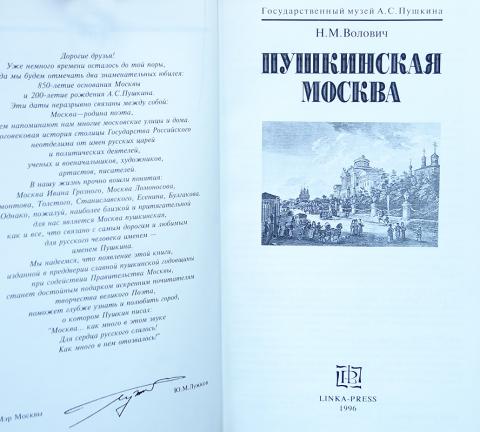 Дорогие друзья!
Уже немного времени осталось до той поры,
да мы будем отмечать два знаменательных юбилея:
850-летие основания Москвы
и 200-летие рождения А.С.Пушкина.
Эти даты неразрывно связаны между собой:
Москва—родина поэта,
ем напоминают нам многие московские улицы и дома.
оговековая история столицы Государства Российского
неотделима от имен русских царей
и политических деятелей,
ученых и военачальников, художников,
артистов, писателей.
В нашу жизнь прочно вошли понятия:
Москва Ивана Грозного, Москва Ломоносова,
монтова, Толстого, Станиславского, Есенина, Булгакова.
Однако, пожалуй, наиболее близкой и притягательной
для нас является Москва пушкинская,
как и все, что связано с самым дорогим и любимым
для русского человека именем —
именем Пушкина.
Мы надеемся, что появление этой книги,
изданной в преддверии славной пушкинской годовщины
при содействии Правительства Москвы,
станет достойным подарком искренним почитателям
творчества великого Поэта,
поможет глубже узнать и полюбить город,
о котором Пушкин писал:
"Москва... как много в этом звуке
Для сердца русского слилось!
Как много в нем отозвалось!"
Ю.М.Лужков
Мэр Москвы
Государственный музей А.С.Пушкина
Н.М.Волович
ПУШКИНСКАЯ
МОСКВА
LINKA-PRESS
1996